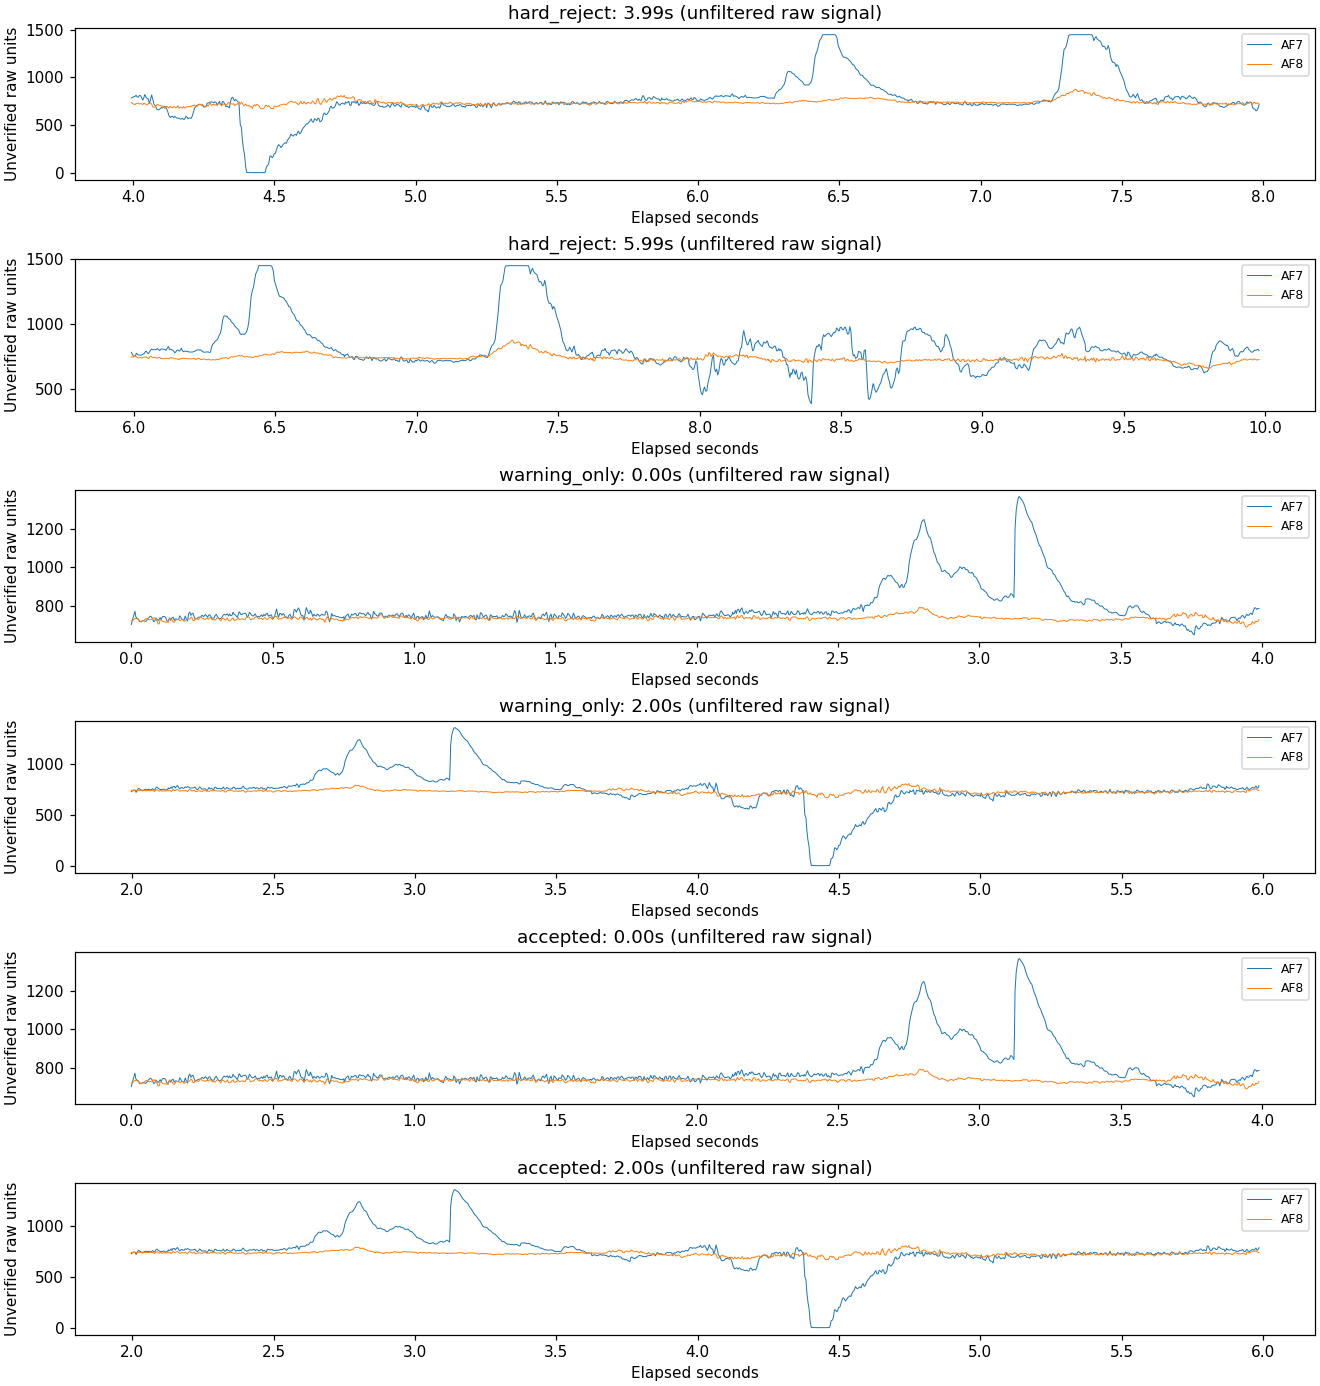 hard_reject: 3.99s (unfiltered raw signal)
Unverified raw units
1500
1000
500
0
AF7
AF8
4.0 4.5 5.0 5.5 6.0 6.5 7.0 7.5 8.0
Elapsed seconds
hard_reject: 5.99s (unfiltered raw signal)
Unverified raw units
1500
1000
500
AF7
AF8
6.0 6.5 7.0 7.5 8.0 8.5 9.0 9.5 10.0
Elapsed seconds
warning_only: 0.00s (unfiltered raw signal)
Unverified raw units
1200
1000
800
AF7
AF8
0.0 0.5 1.0 1.5 2.0 2.5 3.0 3.5 4.0
Elapsed seconds
warning_only: 2.00s (unfiltered raw signal)
Unverified raw units
1000
500
0
AF7
AF8
2.0 2.5 3.0 3.5 4.0 4.5 5.0 5.5 6.0
Elapsed seconds
accepted: 0.00s (unfiltered raw signal)
Unverified raw units
1200
1000
800
AF7
AF8
0.0 0.5 1.0 1.5 2.0 2.5 3.0 3.5 4.0
Elapsed seconds
accepted: 2.00s (unfiltered raw signal)
Unverified raw units
1000
500
0
AF7
AF8
2.0 2.5 3.0 3.5 4.0 4.5 5.0 5.5 6.0
Elapsed seconds